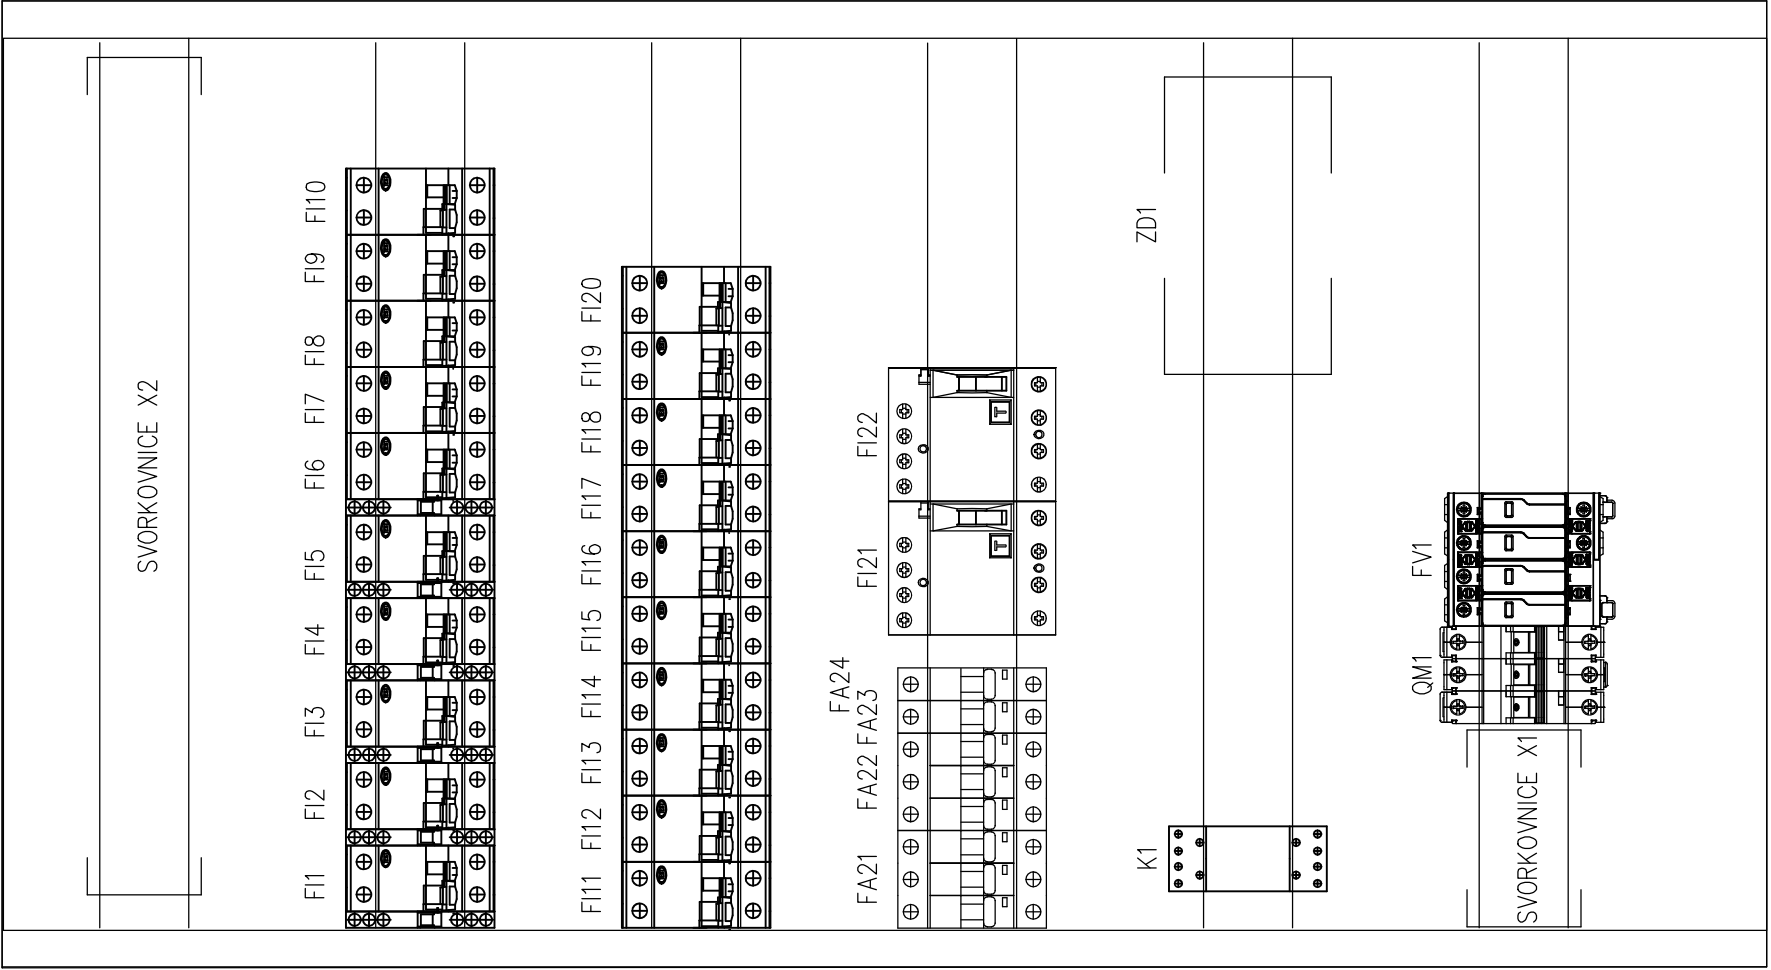 SVORKOVNICE X2
FI1
FI2
FI3
FI4
FI5
FI6
FI7
FI8
FI9
FI10
FI11
FI12
FI13
FI14
FI15
FI16
FI17
FI18
FI19
FI20
FA24
FA21
FA22
FA23
FI21
FI22
T
T
K1
ZD1
QM1
FV1
SVORKOVNICE X1